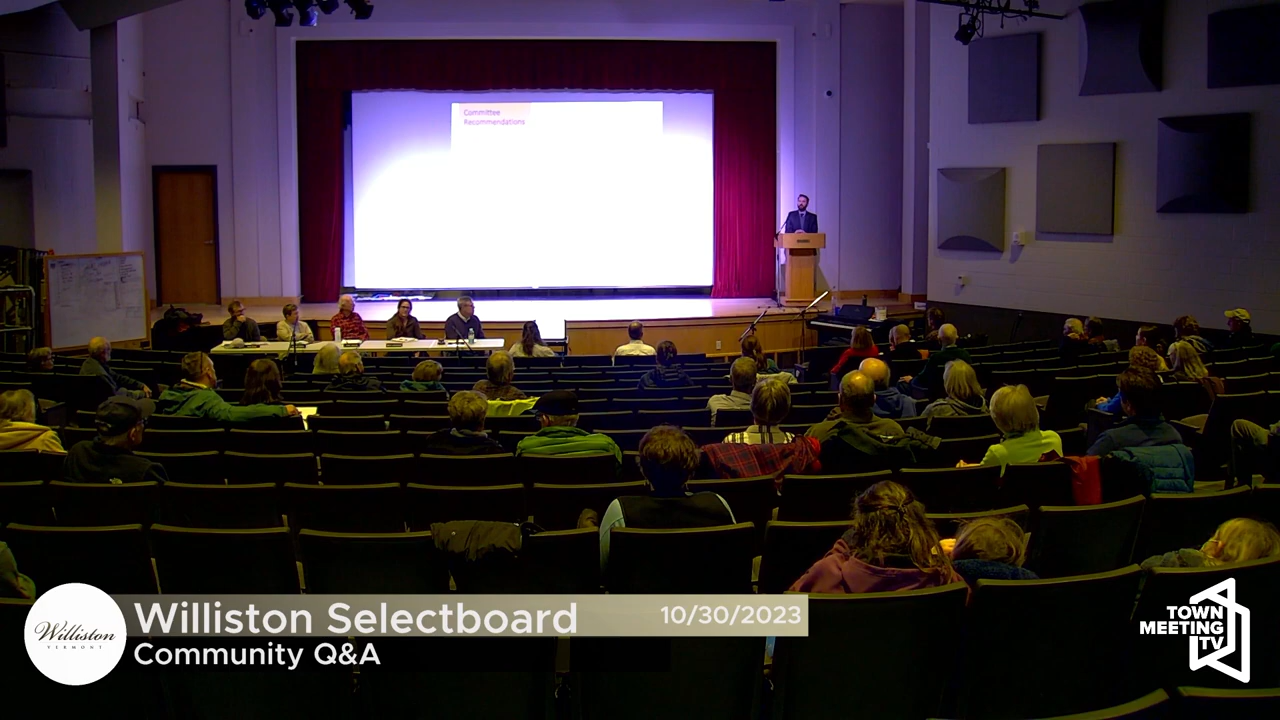 Committee
Recommendations
Williston Selectboard
10/30/2023
Community Q&A
Williston
VERMONT
TOWN
MEETING
TV